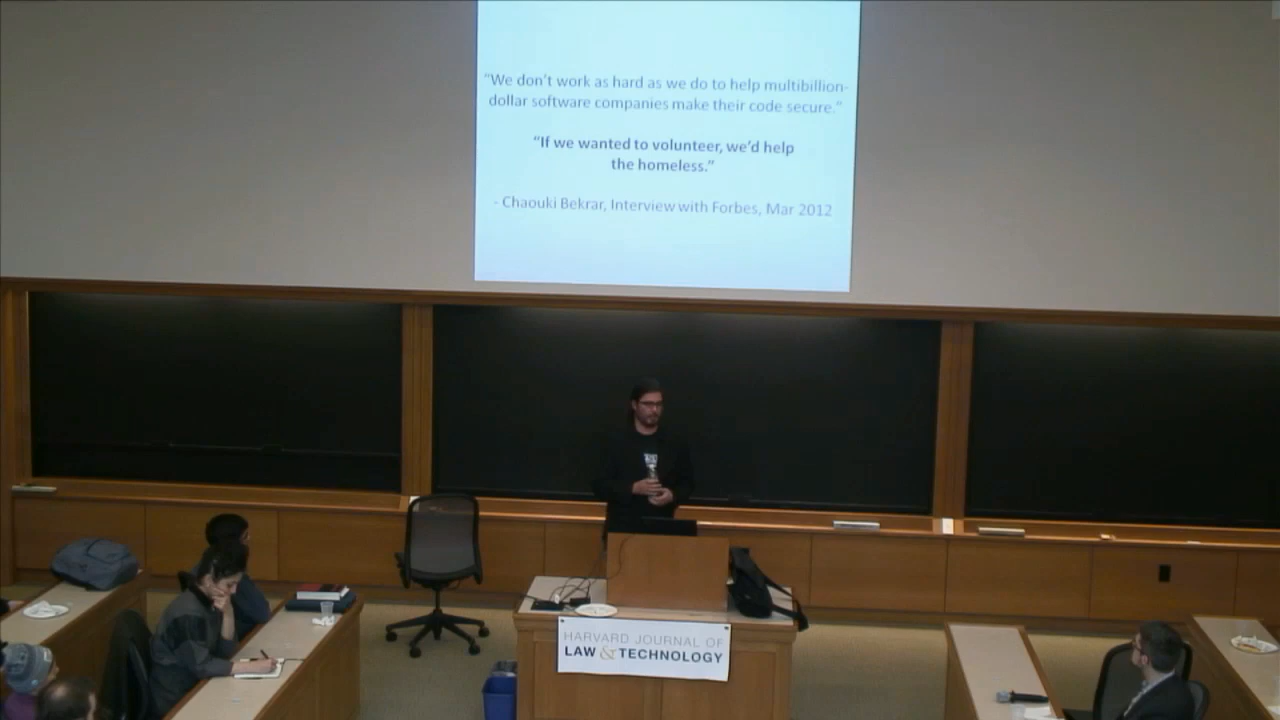 “We don’t work as hard as we do to help multibillion-
dollar software companies make their code secure.”
“If we wanted to volunteer, we’d help
the homeless.”
- Chaouki Bekrar, Interview with Forbes, Mar 2012
HARVARD JOURNAL OF
LAW & TECHNOLOGY